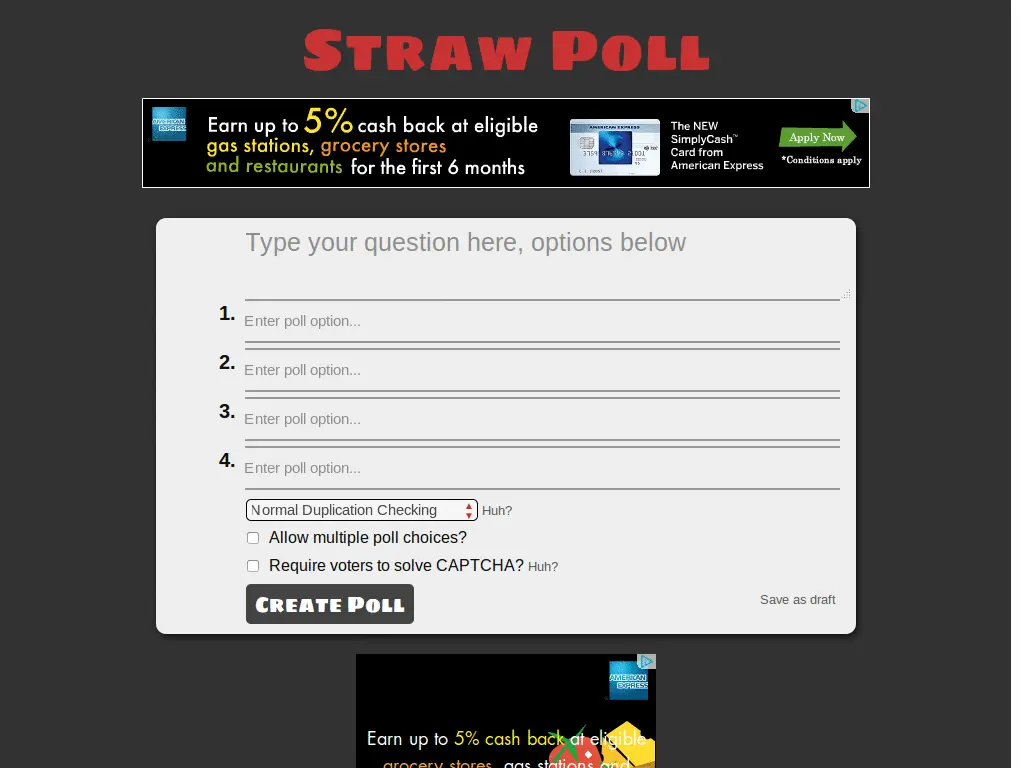 STRAW POLL
AMERICAN EXPRESS
Earn up to 5% cash back at eligible
gas stations, grocery stores
and restaurants for the first 6 months
AMERICAN EXPRESS
The NEW
SimplyCash™
Card from
American Express
Apply Now
*Conditions apply
Type your question here, options below
1. Enter poll option...
2. Enter poll option...
3. Enter poll option...
4. Enter poll option...
Normal Duplication Checking Huh?
Allow multiple poll choices?
Require voters to solve CAPTCHA? Huh?
CREATE POLL
Save as draft
AMERICAN EXPRESS
Earn up to 5% cash back at eligible
grocery stores, gas stations and